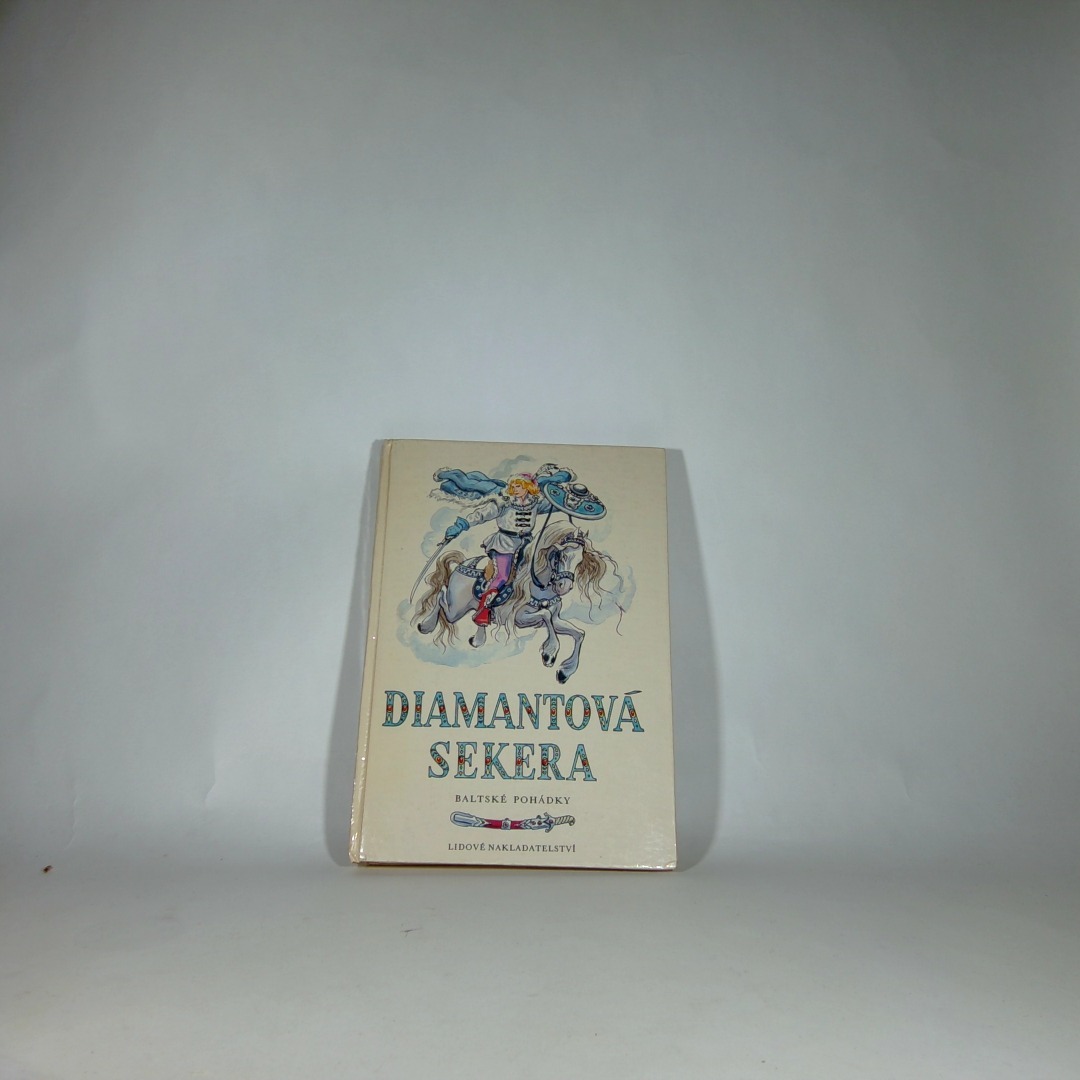 DIAMANTOVÁ
SEKERA
BALTSKÉ POHÁDKY
LIDOVÉ NAKLADATELSTVÍ